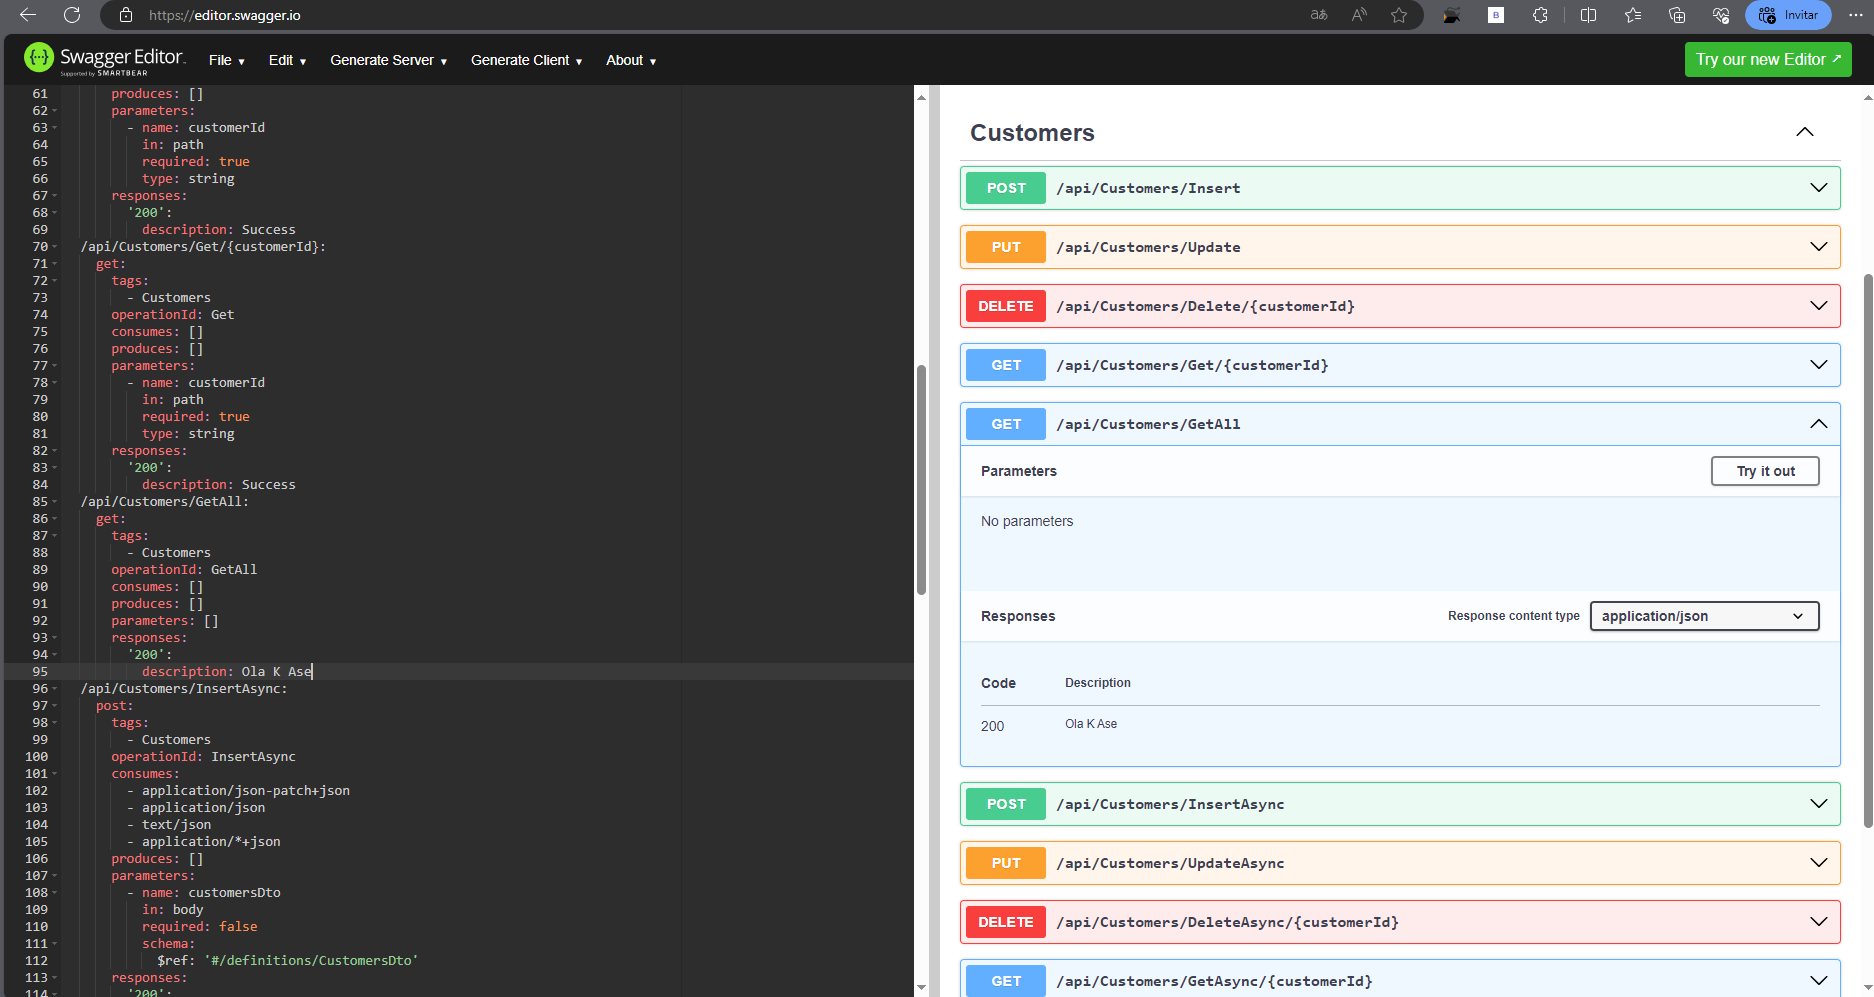 https://editor.swagger.io
aあ
A
B
Invitar
Swagger Editor
Supported by SMARTBEAR
File
Edit
Generate Server
Generate Client
About
Try our new Editor
61 produces: []
62 parameters:
63 - name: customerId
64 in: path
65 required: true
66 type: string
67 responses:
68 '200':
69 description: Success
70 /api/Customers/Get/{customerId}:
71 get:
72 tags:
73 - Customers
74 operationId: Get
75 consumes: []
76 produces: []
77 parameters:
78 - name: customerId
79 in: path
80 required: true
81 type: string
82 responses:
83 '200':
84 description: Success
85 /api/Customers/GetAll:
86 get:
87 tags:
88 - Customers
89 operationId: GetAll
90 consumes: []
91 produces: []
92 parameters: []
93 responses:
94 '200':
95 description: Ola K Ase
96 /api/Customers/InsertAsync:
97 post:
98 tags:
99 - Customers
100 operationId: InsertAsync
101 consumes:
102 - application/json-patch+json
103 - application/json
104 - text/json
105 - application/*+json
106 produces: []
107 parameters:
108 - name: customersDto
109 in: body
110 required: false
111 schema:
112 $ref: '#/definitions/CustomersDto'
113 responses:
114 '200':
Customers
POST /api/Customers/Insert
PUT /api/Customers/Update
DELETE /api/Customers/Delete/{customerId}
GET /api/Customers/Get/{customerId}
GET /api/Customers/GetAll
Parameters
Try it out
No parameters
Responses
Response content type
application/json
Code Description
200 Ola K Ase
POST /api/Customers/InsertAsync
PUT /api/Customers/UpdateAsync
DELETE /api/Customers/DeleteAsync/{customerId}
GET /api/Customers/GetAsync/{customerId}